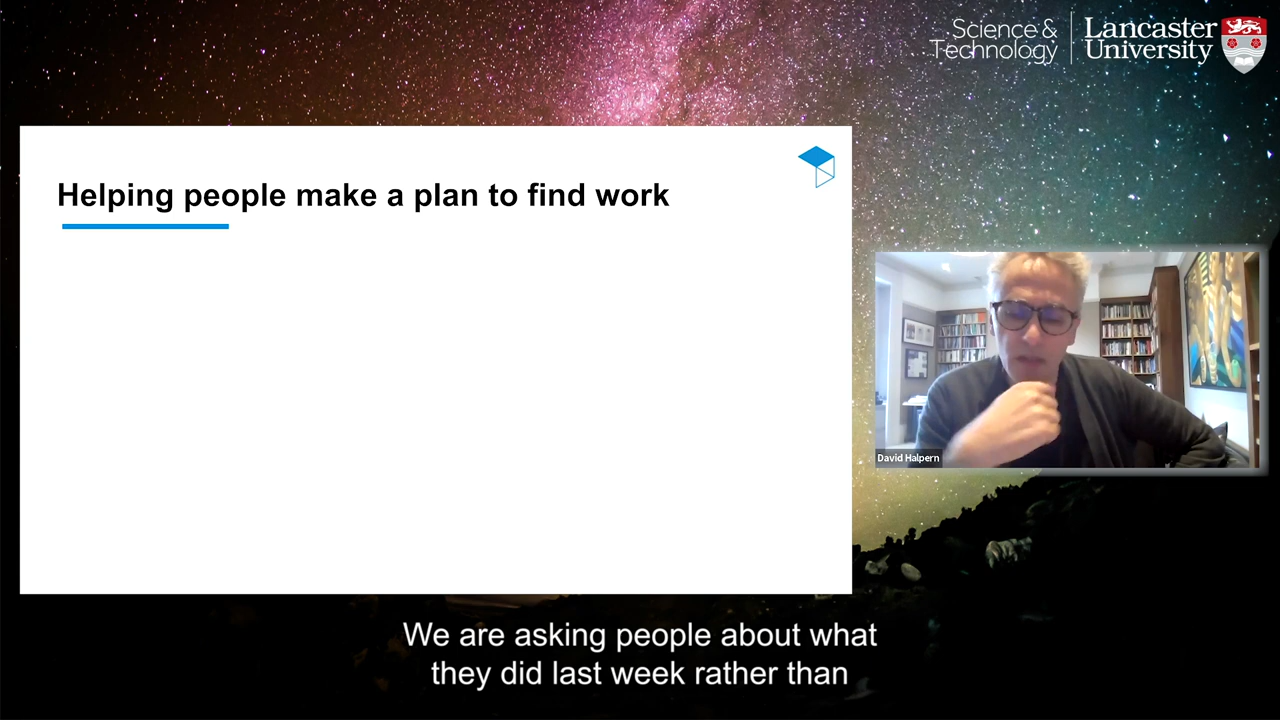 Science &
Technology
Lancaster
University
Helping people make a plan to find work
David Halpern
We are asking people about what
they did last week rather than